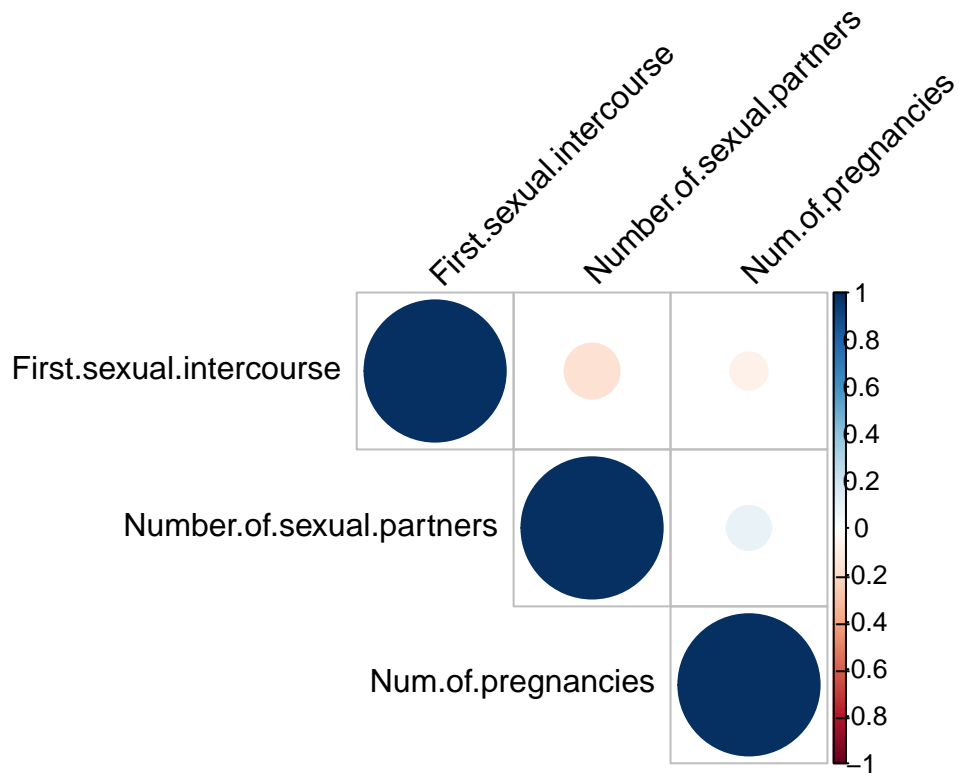 First.sexual.intercourse
Number.of.sexual.partners
Num.of.pregnancies
First.sexual.intercourse
Number.of.sexual.partners
Num.of.pregnancies
1
0.8
0.6
0.4
0.2
0
−0.2
−0.4
−0.6
−0.8
−1